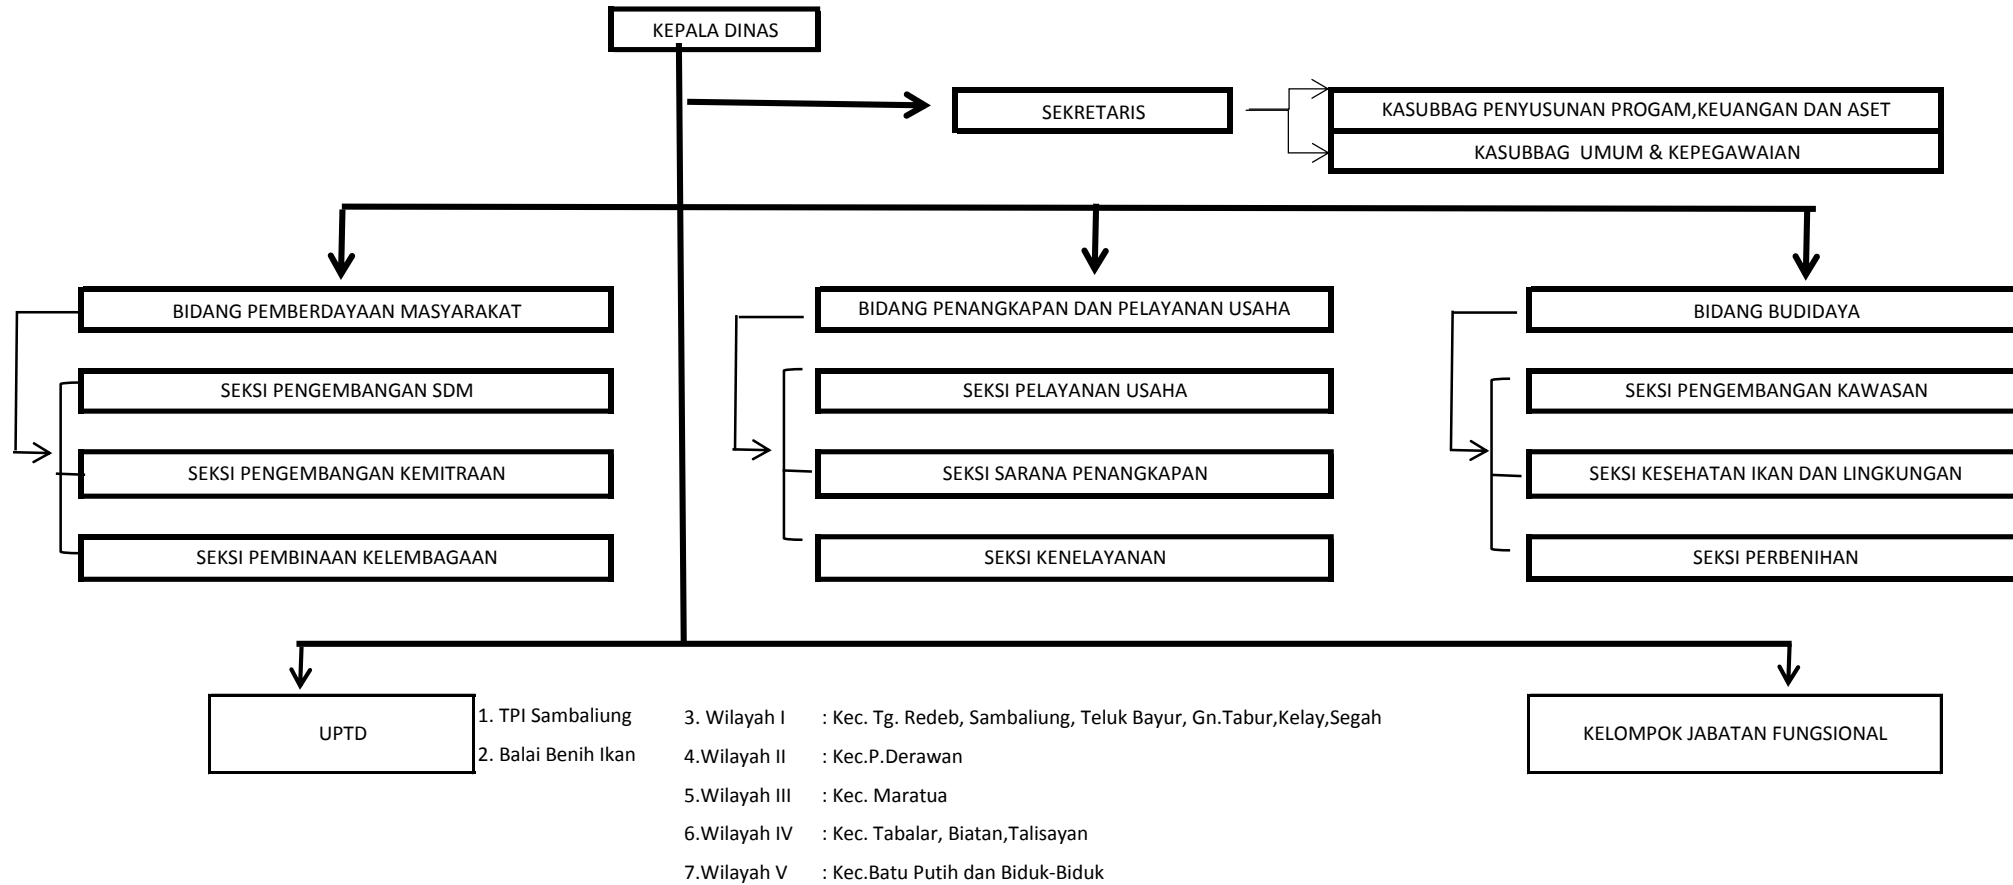 KEPALA DINAS
SEKRETARIS
KASUBBAG PENYUSUNAN PROGAM,KEUANGAN DAN ASET
KASUBBAG UMUM & KEPEGAWAIAN
BIDANG PEMBERDAYAAN MASYARAKAT
SEKSI PENGEMBANGAN SDM
SEKSI PENGEMBANGAN KEMITRAAN
SEKSI PEMBINAAN KELEMBAGAAN
BIDANG PENANGKAPAN DAN PELAYANAN USAHA
SEKSI PELAYANAN USAHA
SEKSI SARANA PENANGKAPAN
SEKSI KENELAYANAN
BIDANG BUDIDAYA
SEKSI PENGEMBANGAN KAWASAN
SEKSI KESEHATAN IKAN DAN LINGKUNGAN
SEKSI PERBENIHAN
UPTD
1. TPI Sambaliung
2. Balai Benih Ikan
3. Wilayah I : Kec. Tg. Redeb, Sambaliung, Teluk Bayur, Gn.Tabur,Kelay,Segah
4.Wilayah II : Kec.P.Derawan
5.Wilayah III : Kec. Maratua
6.Wilayah IV : Kec. Tabalar, Biatan,Talisayan
7.Wilayah V : Kec.Batu Putih dan Biduk-Biduk
KELOMPOK JABATAN FUNGSIONAL